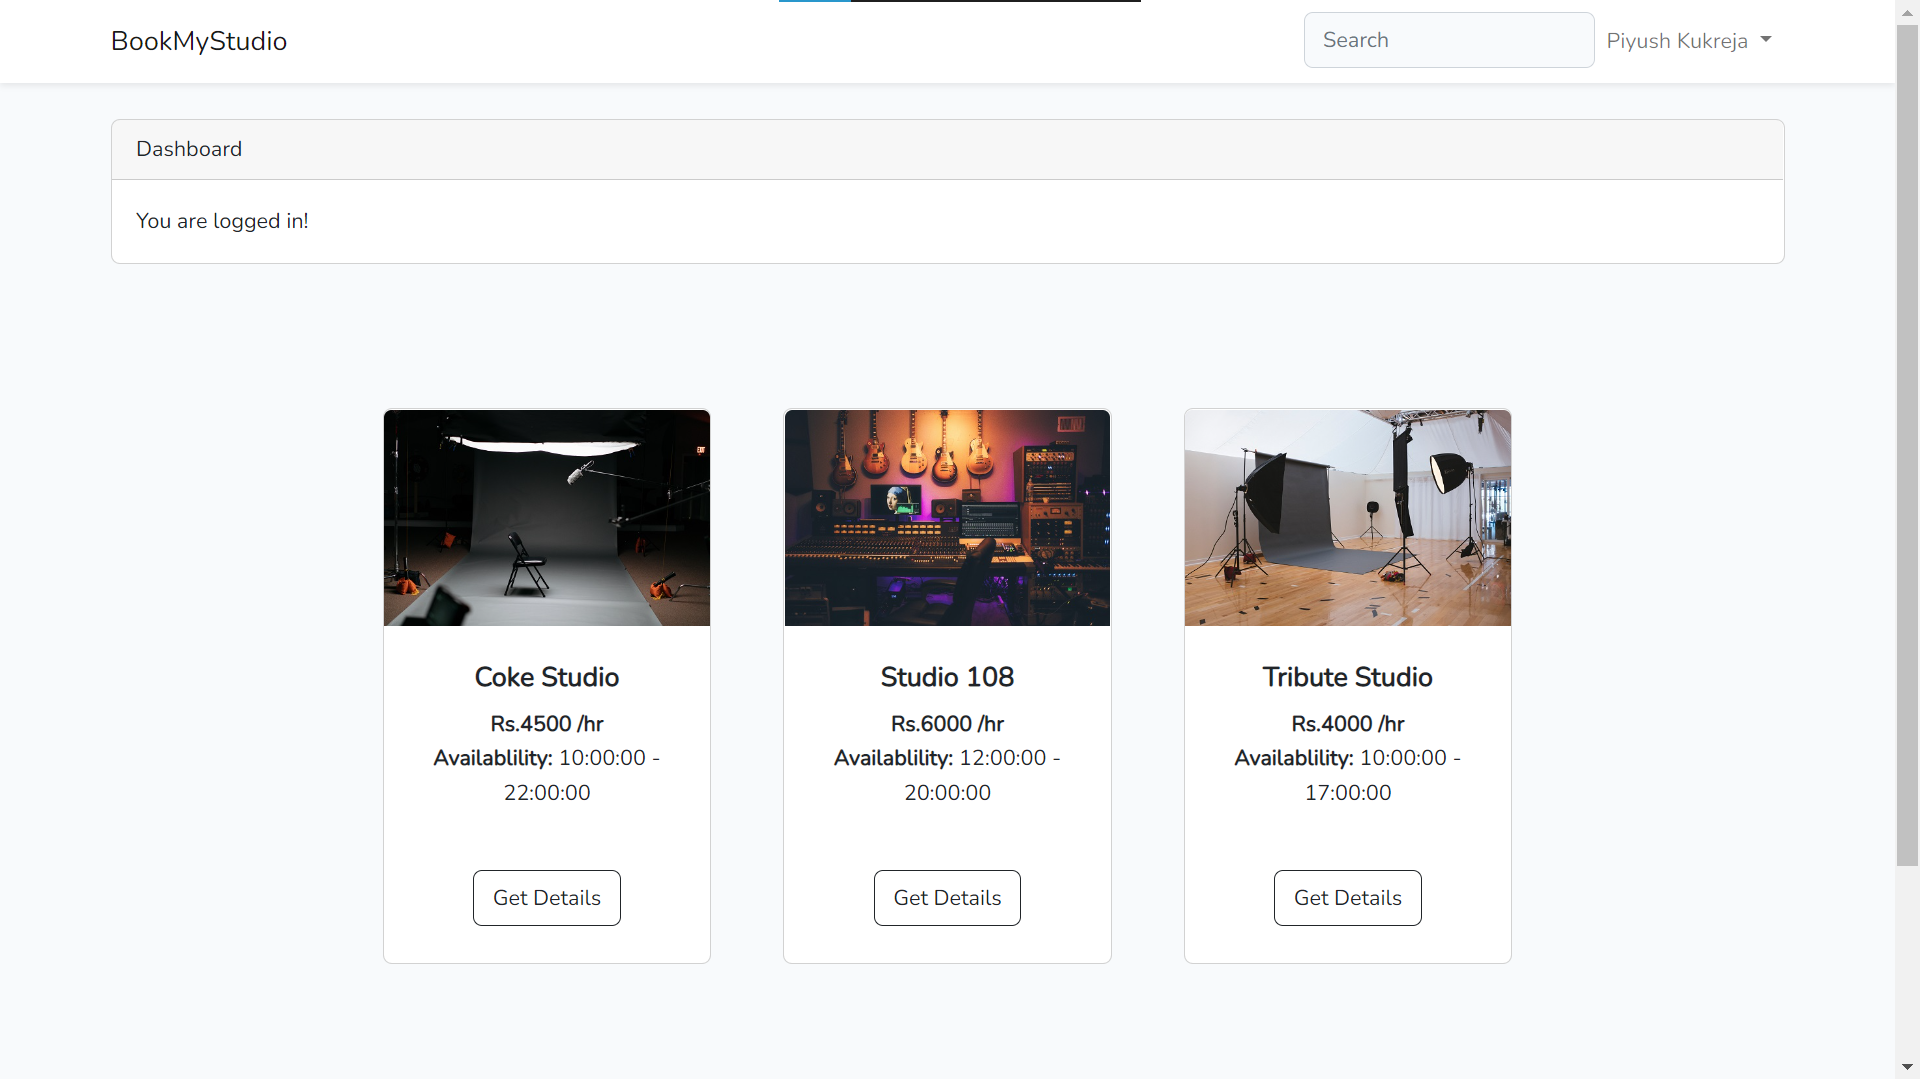 BookMyStudio
Search
Piyush Kukreja
Dashboard
You are logged in!
Coke Studio
Rs.4500 /hr
Availablility: 10:00:00 -
22:00:00
Get Details
Studio 108
Rs.6000 /hr
Availablility: 12:00:00 -
20:00:00
Get Details
Tribute Studio
Rs.4000 /hr
Availablility: 10:00:00 -
17:00:00
Get Details